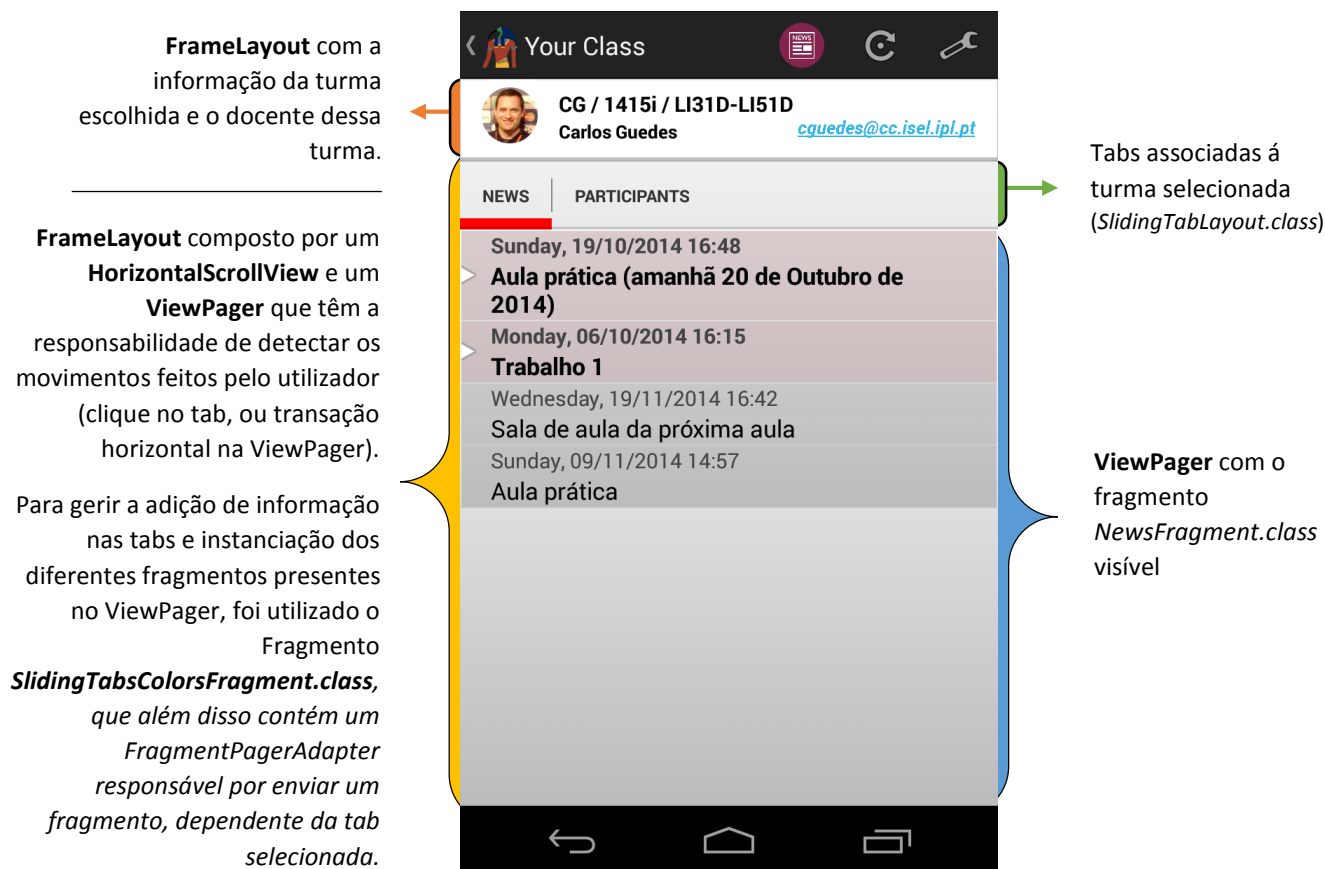 FrameLayout com a
informação da turma
escolhida e o docente dessa
turma.
FrameLayout composto por um
HorizontalScrollView e um
ViewPager que têm a
responsabilidade de detectar os
movimentos feitos pelo utilizador
(clique no tab, ou transação
horizontal na ViewPager).
Para gerir a adição de informação
nas tabs e instanciação dos
diferentes fragmentos presentes
no ViewPager, foi utilizado o
Fragmento
SlidingTabsColorsFragment.class,
que além disso contém um
FragmentPagerAdapter
responsável por enviar um
fragmento, dependente da tab
selecionada.
Your Class
NEWS
CG / 1415i / LI31D-LI51D
Carlos Guedes
cguedes@cc.isel.ipl.pt
NEWS
PARTICIPANTS
Sunday, 19/10/2014 16:48
Aula prática (amanhã 20 de Outubro de
2014)
Monday, 06/10/2014 16:15
Trabalho 1
Wednesday, 19/11/2014 16:42
Sala de aula da próxima aula
Sunday, 09/11/2014 14:57
Aula prática
Tabs associadas á
turma selecionada
(SlidingTabLayout.class)
ViewPager com o
fragmento
NewsFragment.class
visível